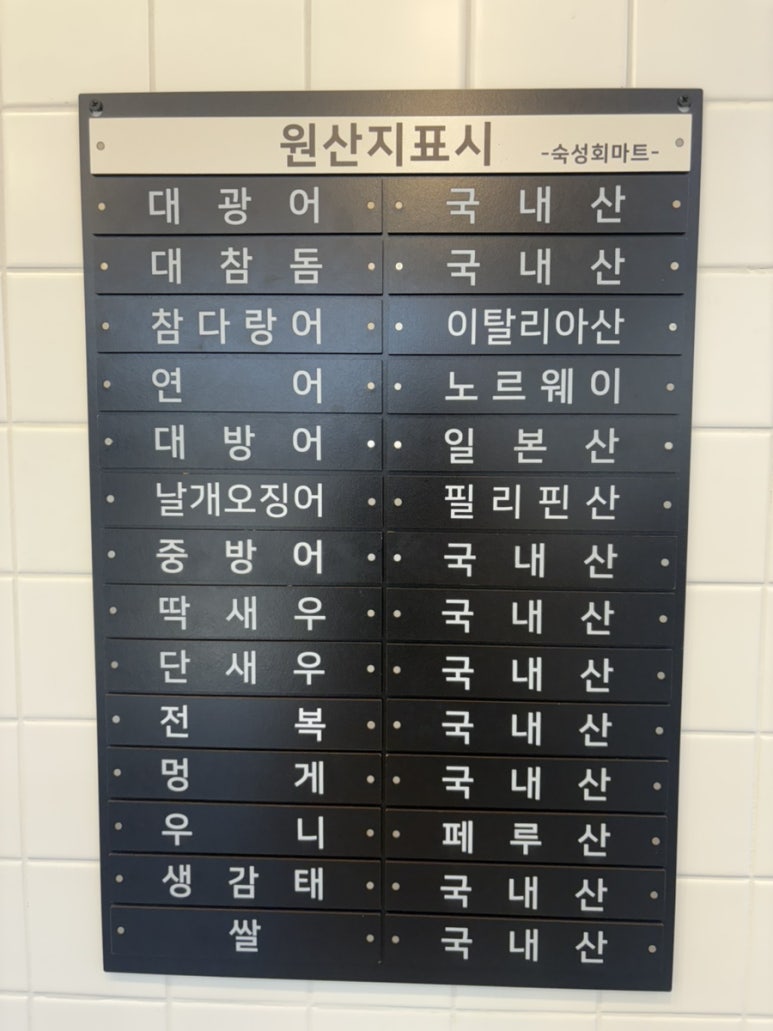 원산지표시 -숙성회마트-
대광어 국내산
대참돔 국내산
참다랑어 이탈리아산
연어 노르웨이
대방어 일본산
날개오징어 필리핀산
중방어 국내산
딱새우 국내산
단새우 국내산
전복 국내산
멍게 국내산
우니 페루산
생감태 국내산
쌀 국내산